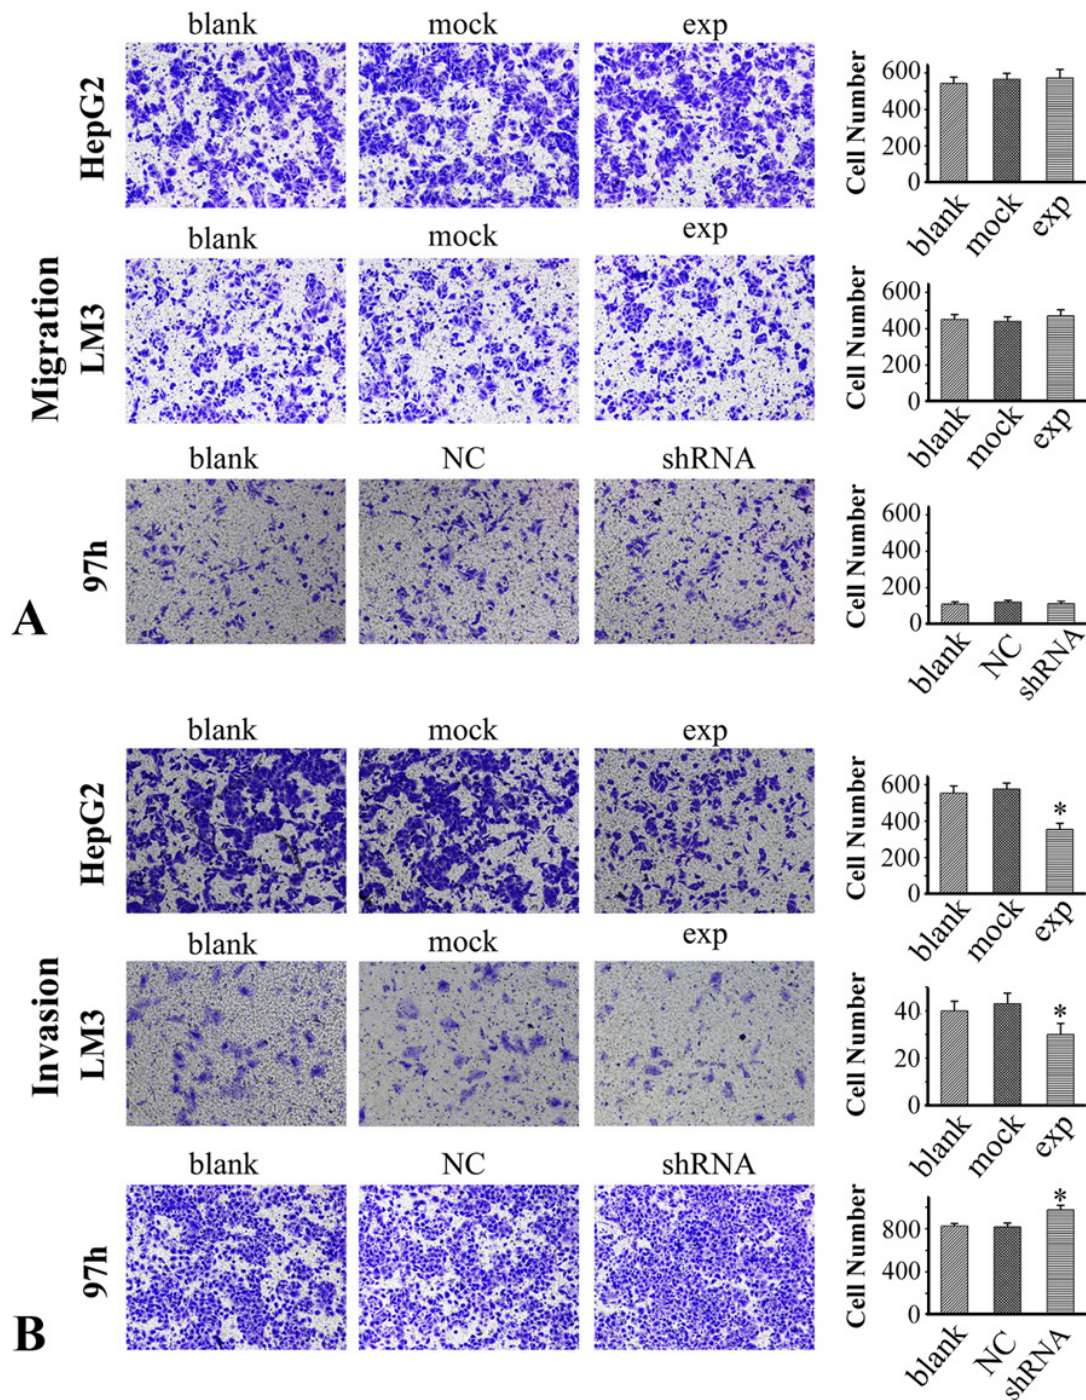 blank mock exp
HepG2
Cell Number
600
400
200
0
blank mock exp
Migration
blank mock exp
LM3
Cell Number
600
400
200
0
blank mock exp
blank NC shRNA
97h
Cell Number
600
400
200
0
blank NC shRNA
A
blank mock exp
HepG2
Cell Number
600
400
200
0
*
blank mock exp
Invasion
blank mock exp
LM3
Cell Number
40
20
0
*
blank mock exp
blank NC shRNA
97h
Cell Number
800
400
0
*
blank NC shRNA
B